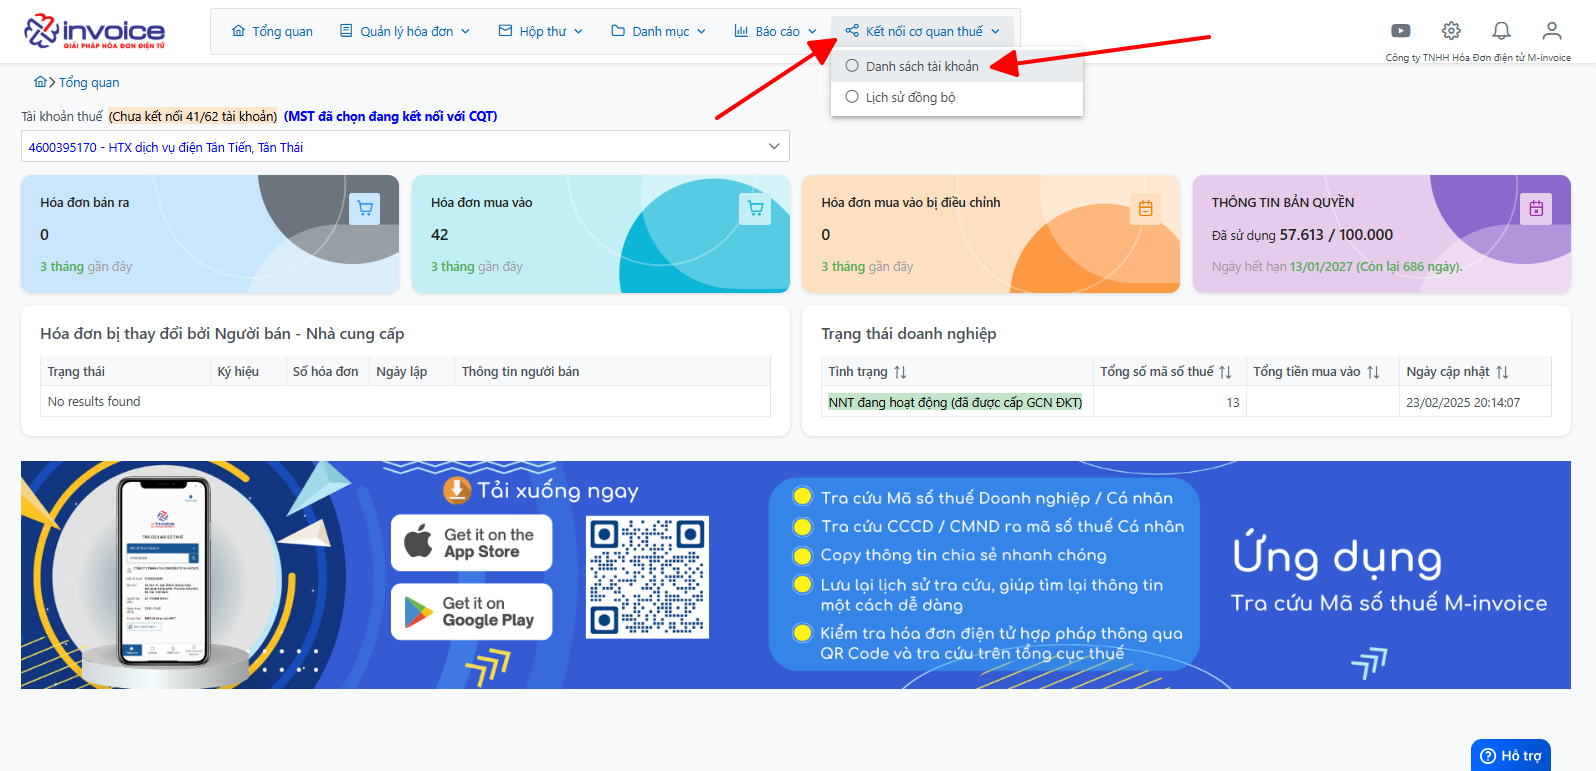 invoice
GIẢI PHÁP HÓA ĐƠN ĐIỆN TỬ
Tổng quan
Quản lý hóa đơn
Hộp thư
Danh mục
Báo cáo
Kết nối cơ quan thuế
Công ty TNHH Hóa Đơn điện tử M-invoice
Danh sách tài khoản
Lịch sử đồng bộ
Tổng quan
Tài khoản thuế (Chưa kết nối 41/62 tài khoản) (MST đã chọn đang kết nối với CQT)
4600395170 - HTX dịch vụ điện Tân Tiến, Tân Thái
Hóa đơn bán ra
0
3 tháng gần đây
Hóa đơn mua vào
42
3 tháng gần đây
Hóa đơn mua vào bị điều chỉnh
0
3 tháng gần đây
THÔNG TIN BẢN QUYỀN
Đã sử dụng 57.613 / 100.000
Ngày hết hạn 13/01/2027 (Còn lại 686 ngày).
Hóa đơn bị thay đổi bởi Người bán - Nhà cung cấp
Trạng thái Ký hiệu Số hóa đơn Ngày lập Thông tin người bán
No results found
Trạng thái doanh nghiệp
Tình trạng Tổng số mã số thuế Tổng tiền mua vào Ngày cập nhật
NNT đang hoạt động (đã được cấp GCN ĐKT) 13 23/02/2025 20:14:07
Tải xuống ngay
Get it on the
App Store
Get it on
Google Play
Tra cứu Mã số thuế Doanh nghiệp / Cá nhân
Tra cứu CCCD / CMND ra mã số thuế Cá nhân
Copy thông tin chia sẻ nhanh chóng
Lưu lại lịch sử tra cứu, giúp tìm lại thông tin
một cách dễ dàng
Kiểm tra hóa đơn điện tử hợp pháp thông qua
QR Code và tra cứu trên tổng cục thuế
Ứng dụng
Tra cứu Mã số thuế M-invoice
Hỗ trợ